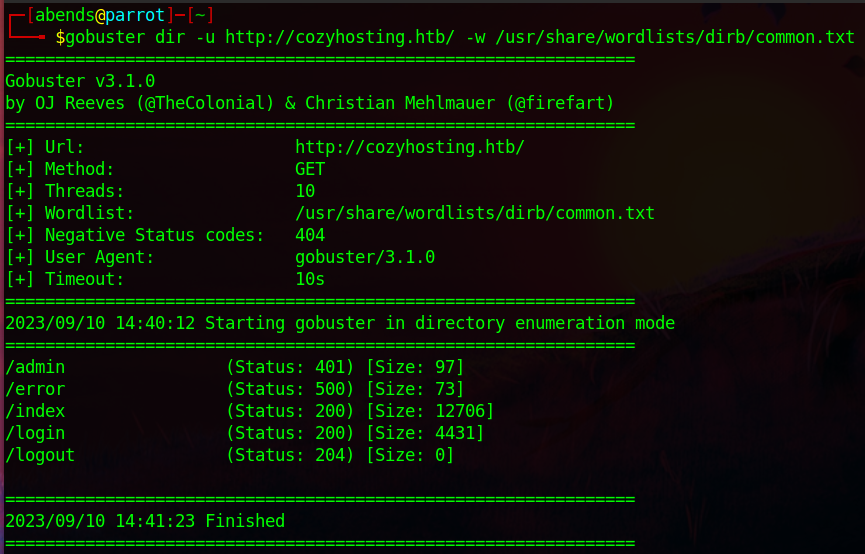 ┌─[abends@parrot]─[~]
└──╼ $gobuster dir -u http://cozyhosting.htb/ -w /usr/share/wordlists/dirb/common.txt
===============================================================
Gobuster v3.1.0
by OJ Reeves (@TheColonial) & Christian Mehlmauer (@firefart)
===============================================================
[+] Url:                     http://cozyhosting.htb/
[+] Method:                  GET
[+] Threads:                 10
[+] Wordlist:                /usr/share/wordlists/dirb/common.txt
[+] Negative Status codes:   404
[+] User Agent:              gobuster/3.1.0
[+] Timeout:                 10s
===============================================================
2023/09/10 14:40:12 Starting gobuster in directory enumeration mode
===============================================================
/admin                (Status: 401) [Size: 97]
/error                (Status: 500) [Size: 73]
/index                (Status: 200) [Size: 12706]
/login                (Status: 200) [Size: 4431]
/logout               (Status: 204) [Size: 0]
===============================================================
2023/09/10 14:41:23 Finished
===============================================================